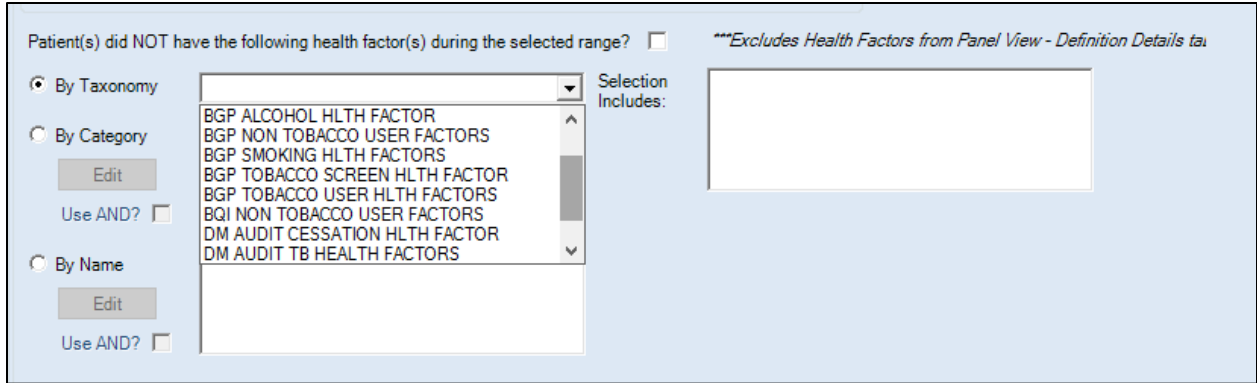 Patient(s) did NOT have the following health factor(s) during the selected range?
***Excludes Health Factors from Panel View - Definition Details
By Taxonomy
Selection
Includes:
BGP ALCOHOL HLTH FACTOR
BGP NON TOBACCO USER FACTORS
BGP SMOKING HLTH FACTORS
BGP TOBACCO SCREEN HLTH FACTOR
BGP TOBACCO USER HLTH FACTORS
BQI NON TOBACCO USER FACTORS
DM AUDIT CESSATION HLTH FACTOR
DM AUDIT TB HEALTH FACTORS
By Category
Edit
Use AND?
By Name
Edit
Use AND?